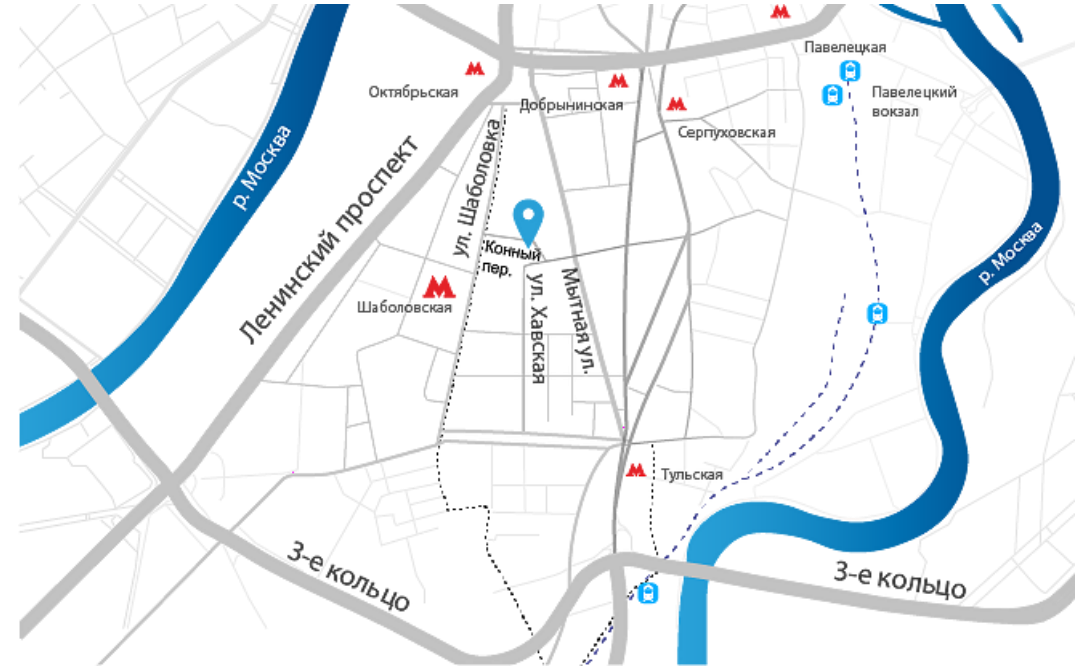 Павелецкая
Октябрьская
Добрынинская
Павелецкий
вокзал
Серпуховская
р. Москва
Ленинский проспект
ул. Шаболовка
Конный
пер.
р. Москва
Шаболовская
ул. Хавская
Мытная ул.
Тульская
3-е кольцо
3-е кольцо